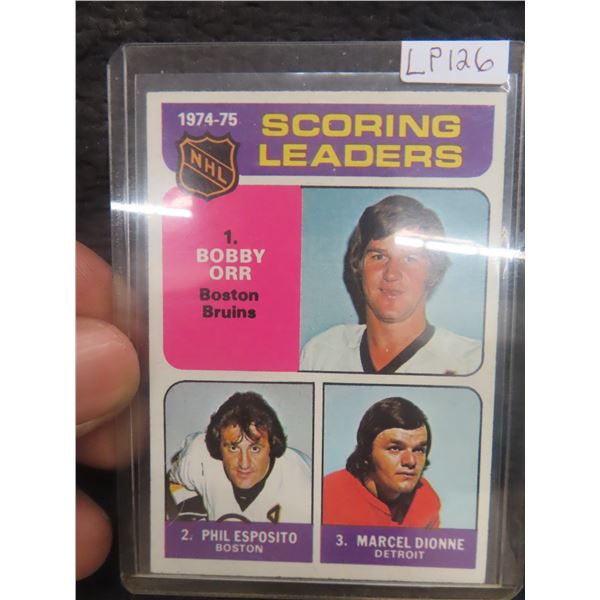 LP126
1974-75
SCORING
LEADERS
NHL
1.
BOBBY
ORR
Boston
Bruins
2. PHIL ESPOSITO
BOSTON
3. MARCEL DIONNE
DETROIT
A